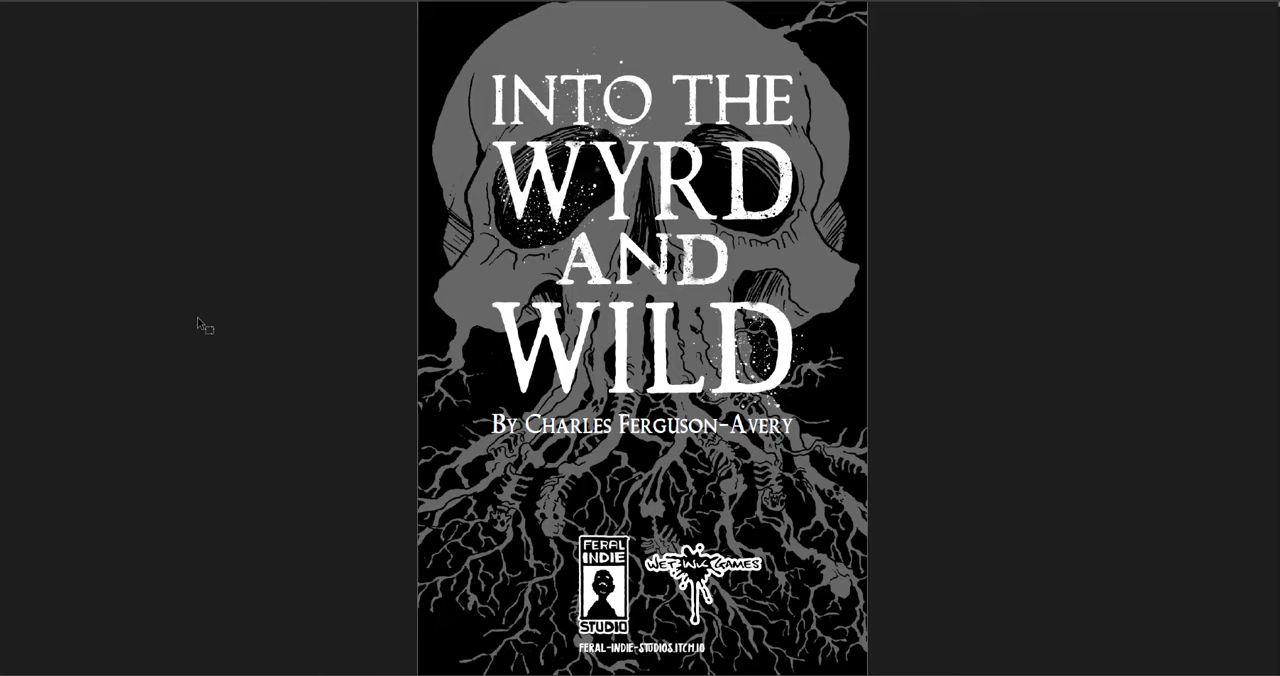 INTO THE
WYRD
AND
WILD
BY CHARLES FERGUSON-AVERY
FERAL
INDIE
STUDIO
WET INK GAMES
FERAL-INDIE-STUDIOS.ITCH.IO